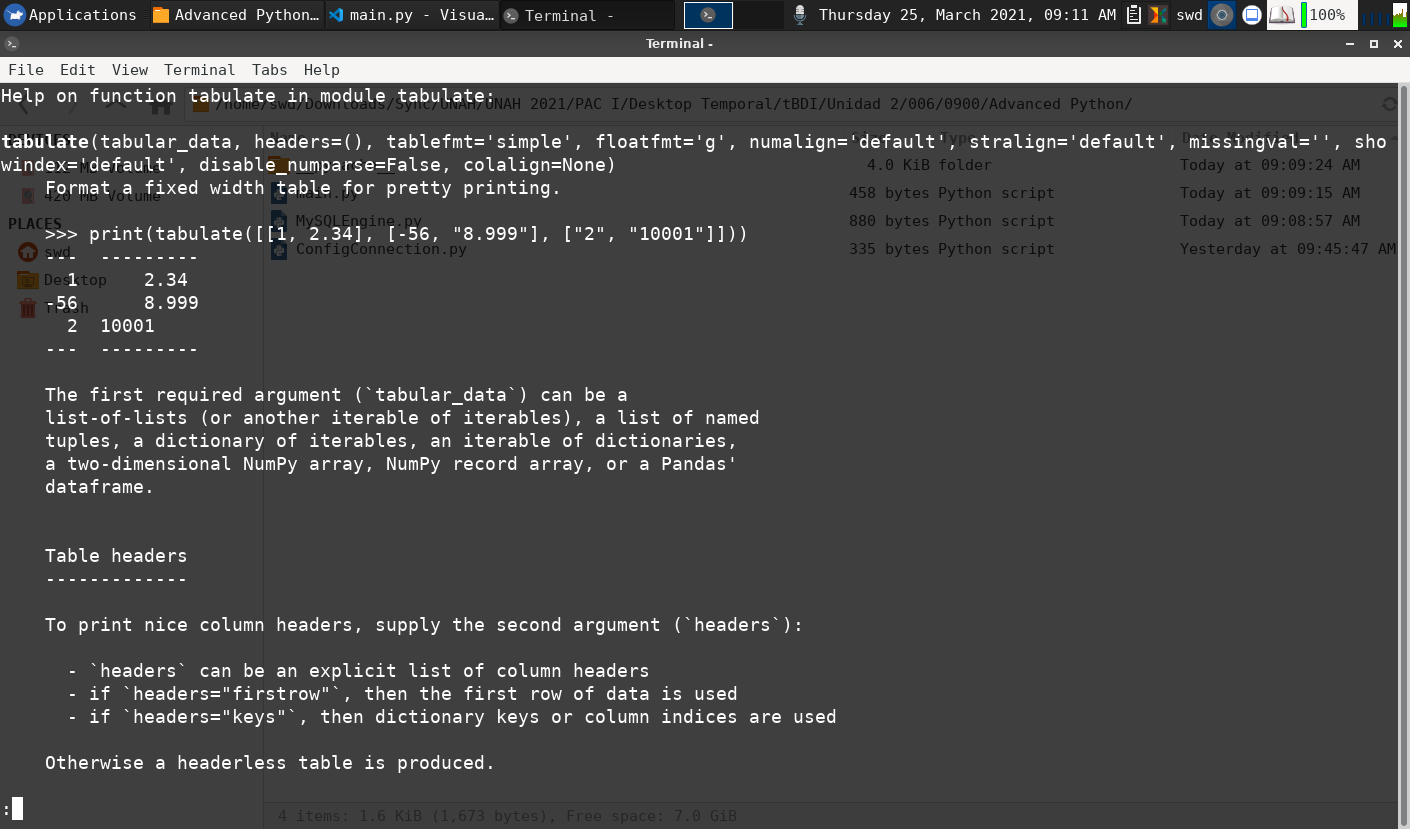 Applications
Advanced Python…
main.py - Visua…
Terminal -
Thursday 25, March 2021, 09:11 AM
swd
100%
Terminal -
File Edit View Terminal Tabs Help
Help on function tabulate in module tabulate:
/home/swd/Downloads/Sync/UNAH/UNAH 2021/PAC I/Desktop Temporal/tBDI/Unidad 2/006/0900/Advanced Python/
DEVICES
Name Size Type Date Modified
tabulate(tabular_data, headers=(), tablefmt='simple', floatfmt='g', numalign='default', stralign='default', missingval='', sho
windex='default', disable_numparse=False, colalign=None)
MB Volume
4.0 KiB folder Today at 09:09:24 AM
Format a fixed width table for pretty printing.
420 MB Volume
main.py 458 bytes Python script Today at 09:09:15 AM
PLACES
MySQLEngine.py 880 bytes Python script Today at 09:08:57 AM
>>> print(tabulate([[1, 2.34], [-56, "8.999"], ["2", "10001"]]))
swd
ConfigConnection.py 335 bytes Python script Yesterday at 09:45:47 AM
--- ---------
1 2.34
Desktop
-56 8.999
Trash
2 10001
--- ---------
The first required argument (`tabular_data`) can be a
list-of-lists (or another iterable of iterables), a list of named
tuples, a dictionary of iterables, an iterable of dictionaries,
a two-dimensional NumPy array, NumPy record array, or a Pandas'
dataframe.
Table headers
-------------
To print nice column headers, supply the second argument (`headers`):
- `headers` can be an explicit list of column headers
- if `headers="firstrow"`, then the first row of data is used
- if `headers="keys"`, then dictionary keys or column indices are used
Otherwise a headerless table is produced.
:
4 items: 1.6 KiB (1,673 bytes), Free space: 7.0 GiB